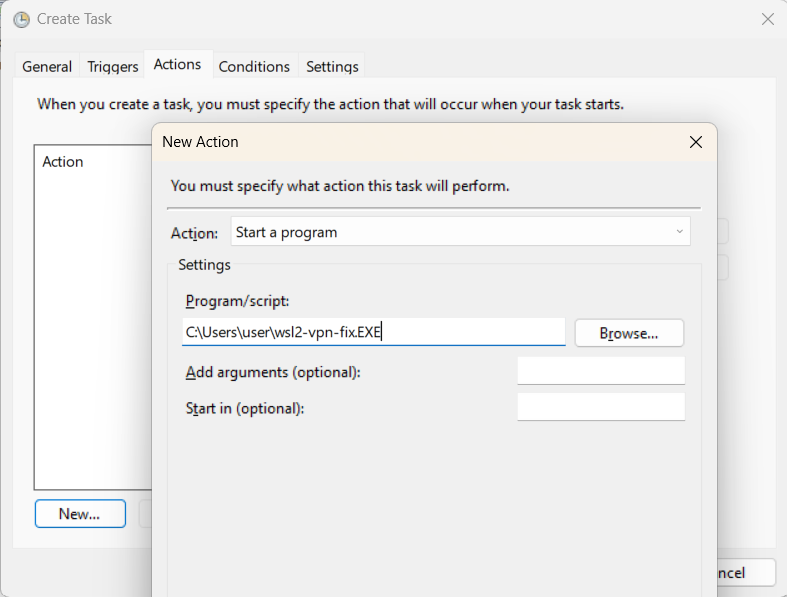 Create Task
General Triggers Actions Conditions Settings
When you create a task, you must specify the action that will occur when your task starts.
Action
New Action
You must specify what action this task will perform.
Action: Start a program
Settings
Program/script:
C:\Users\user\wsl2-vpn-fix.EXE
Browse...
Add arguments (optional):
Start in (optional):
New...
ncel